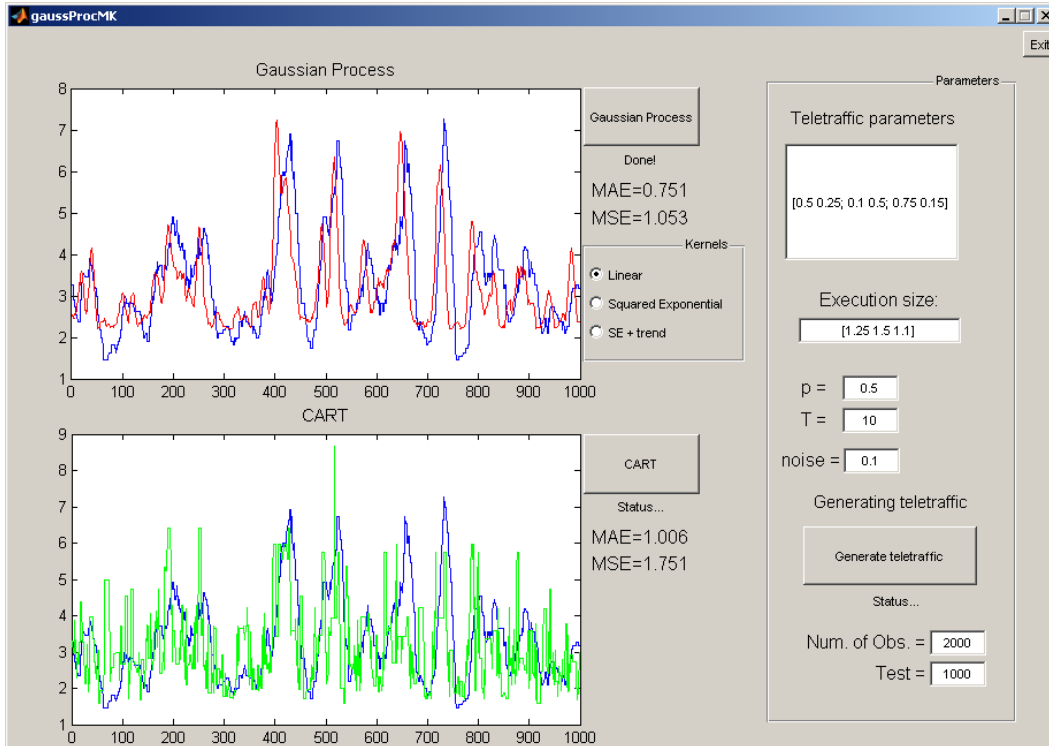 gaussProcMK
Exit
Gaussian Process
8
7
6
5
4
3
2
1
0 100 200 300 400 500 600 700 800 900 1000
Gaussian Process
Done!
MAE=0.751
MSE=1.053
Kernels
Linear
Squared Exponential
SE + trend
CART
9
8
7
6
5
4
3
2
1
0 100 200 300 400 500 600 700 800 900 1000
CART
Status...
MAE=1.006
MSE=1.751
Parameters
Teletraffic parameters
[0.5 0.25; 0.1 0.5; 0.75 0.15]
Execution size:
[1.25 1.5 1.1]
p = 0.5
T = 10
noise = 0.1
Generating teletraffic
Generate teletraffic
Status...
Num. of Obs. = 2000
Test = 1000